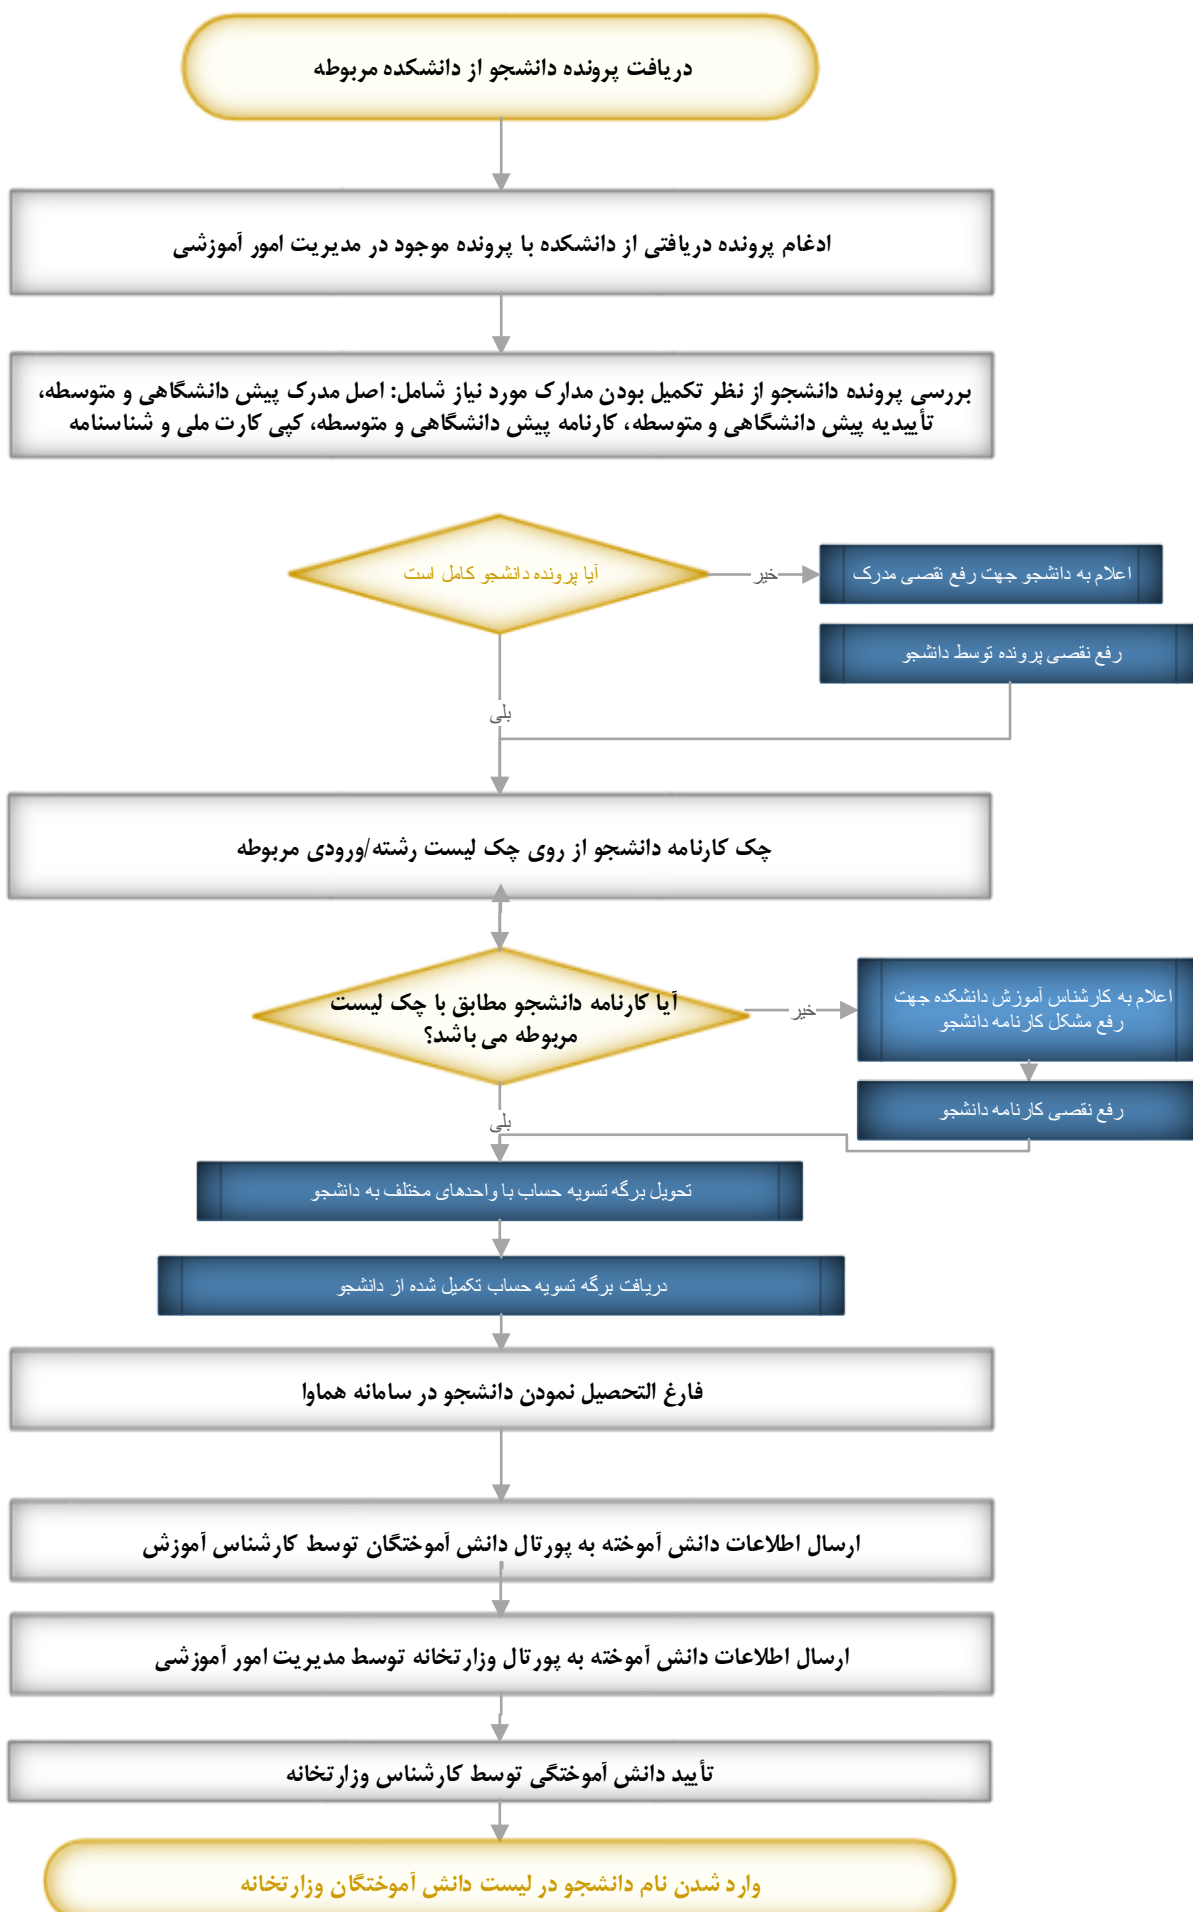 دریافت پرونده دانشجو از دانشکده مربوطه
ادغام پرونده دریافتی از دانشکده با پرونده موجود در مدیریت امور آموزشی
بررسی پرونده دانشجو از نظر تکمیل بودن مدارک مورد نیاز شامل: اصل مدرک پیش دانشگاهی و متوسطه،
تأییدیه پیش دانشگاهی و متوسطه، کارنامه پیش دانشگاهی و متوسطه، کپی کارت ملی و شناسنامه
آیا پرونده دانشجو کامل است
خیر
اعلام به دانشجو جهت رفع نقصی مدرک
رفع نقصی پرونده توسط دانشجو
بلی
چک کارنامه دانشجو از روی چک لیست رشته/ورودی مربوطه
آیا کارنامه دانشجو مطابق با چک لیست
مربوطه می باشد؟
خیر
اعلام به کارشناس آموزش دانشکده جهت
رفع مشکل کارنامه دانشجو
رفع نقصی کارنامه دانشجو
بلی
تحویل برگه تسویه حساب با واحدهای مختلف به دانشجو
دریافت برگه تسویه حساب تکمیل شده از دانشجو
فارغ التحصیل نمودن دانشجو در سامانه هماوا
ارسال اطلاعات دانش آموخته به پورتال دانش آموختگان توسط کارشناس آموزش
ارسال اطلاعات دانش آموخته به پورتال وزارتخانه توسط مدیریت امور آموزشی
تأیید دانش آموختگی توسط کارشناس وزارتخانه
وارد شدن نام دانشجو در لیست دانش آموختگان وزارتخانه